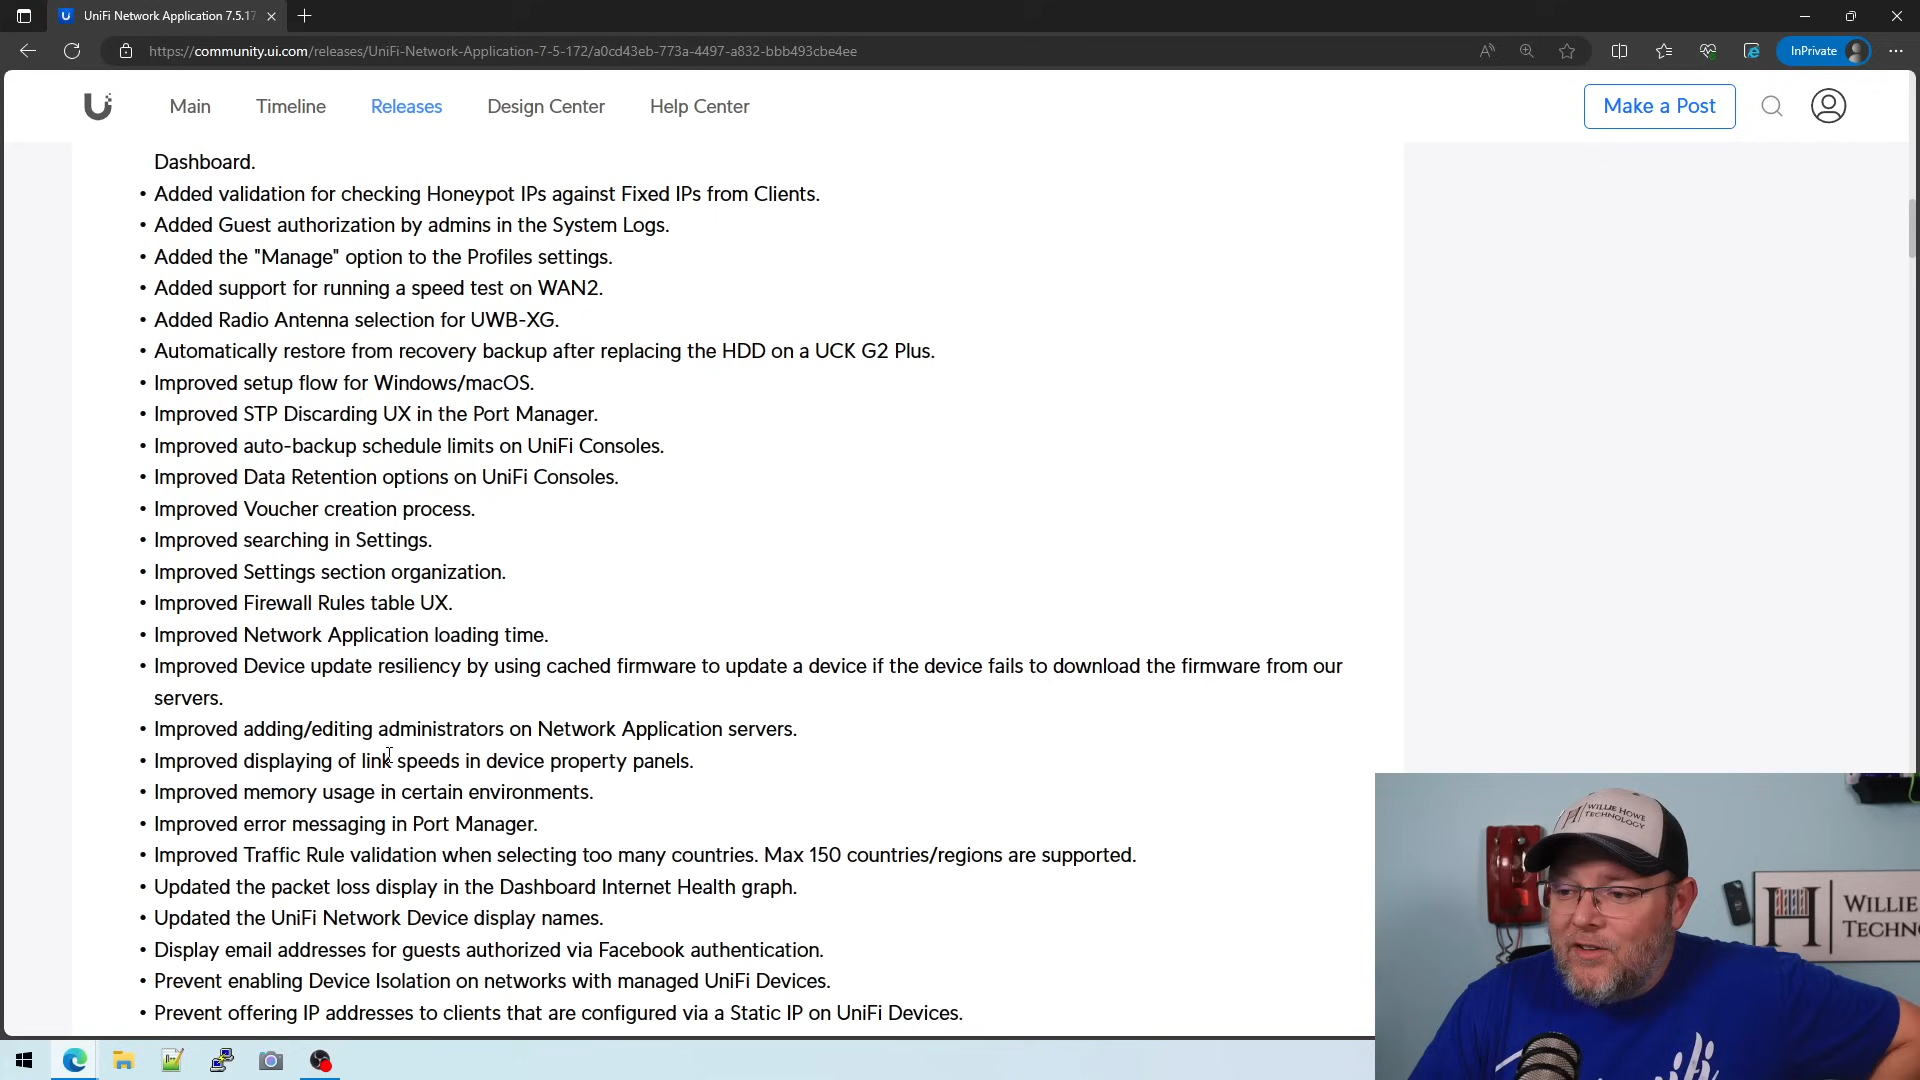 UniFi Network Application 7.5.17
https://community.ui.com/releases/UniFi-Network-Application-7-5-172/a0cd43eb-773a-4497-a832-bbb493cbe4ee
InPrivate
Main Timeline Releases Design Center Help Center
Make a Post
Dashboard.
• Added validation for checking Honeypot IPs against Fixed IPs from Clients.
• Added Guest authorization by admins in the System Logs.
• Added the "Manage" option to the Profiles settings.
• Added support for running a speed test on WAN2.
• Added Radio Antenna selection for UWB-XG.
• Automatically restore from recovery backup after replacing the HDD on a UCK G2 Plus.
• Improved setup flow for Windows/macOS.
• Improved STP Discarding UX in the Port Manager.
• Improved auto-backup schedule limits on UniFi Consoles.
• Improved Data Retention options on UniFi Consoles.
• Improved Voucher creation process.
• Improved searching in Settings.
• Improved Settings section organization.
• Improved Firewall Rules table UX.
• Improved Network Application loading time.
• Improved Device update resiliency by using cached firmware to update a device if the device fails to download the firmware from our
servers.
• Improved adding/editing administrators on Network Application servers.
• Improved displaying of link speeds in device property panels.
• Improved memory usage in certain environments.
• Improved error messaging in Port Manager.
• Improved Traffic Rule validation when selecting too many countries. Max 150 countries/regions are supported.
• Updated the packet loss display in the Dashboard Internet Health graph.
• Updated the UniFi Network Device display names.
• Display email addresses for guests authorized via Facebook authentication.
• Prevent enabling Device Isolation on networks with managed UniFi Devices.
• Prevent offering IP addresses to clients that are configured via a Static IP on UniFi Devices.
WILLIE HOWE
TECHNOLOGY
WILLIE
TECHNO